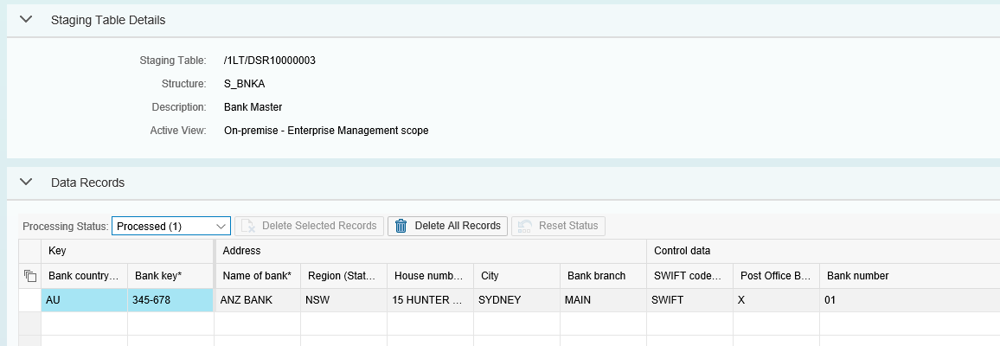 Staging Table Details
Staging Table: /1LT/DSR10000003
Structure: S_BNKA
Description: Bank Master
Active View: On-premise - Enterprise Management scope
Data Records
Processing Status: Processed (1) Delete Selected Records Delete All Records Reset Status
Key Address Control data
Bank country... Bank key* Name of bank* Region (Stat... House numb... City Bank branch SWIFT code... Post Office B... Bank number
AU 345-678 ANZ BANK NSW 15 HUNTER ... SYDNEY MAIN SWIFT X 01